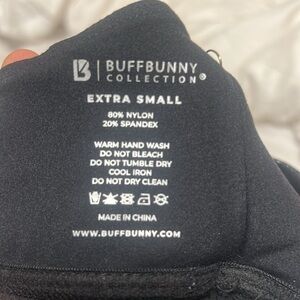 BUFFBUNNY
COLLECTION®
EXTRA SMALL
80% NYLON
20% SPANDEX
WARM HAND WASH
DO NOT BLEACH
DO NOT TUMBLE DRY
COOL IRON
DO NOT DRY CLEAN
MADE IN CHINA
WWW.BUFFBUNNY.COM